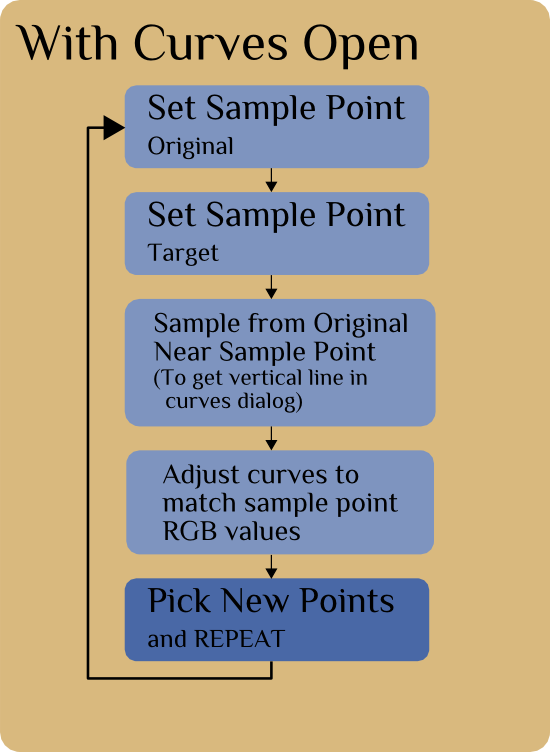 With Curves Open
Set Sample Point
Original
Set Sample Point
Target
Sample from Original
Near Sample Point
(To get vertical line in
curves dialog)
Adjust curves to
match sample point
RGB values
Pick New Points
and REPEAT